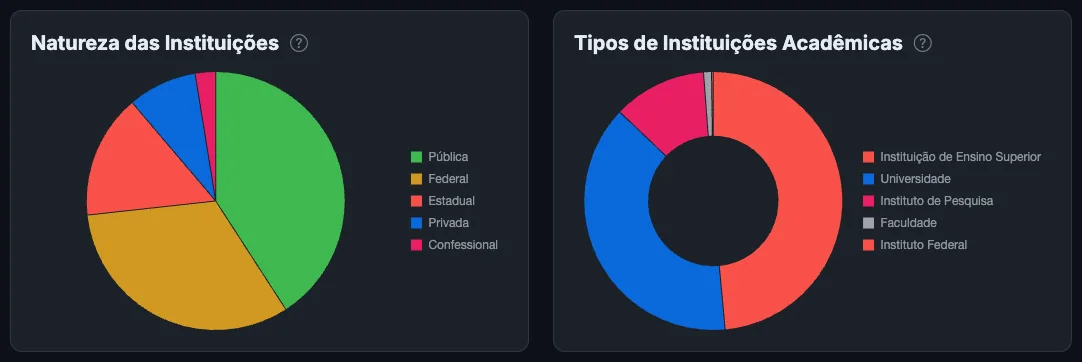 Natureza das Instituições ?
Pública
Federal
Estadual
Privada
Confessional
Tipos de Instituições Acadêmicas ?
Instituição de Ensino Superior
Universidade
Instituto de Pesquisa
Faculdade
Instituto Federal